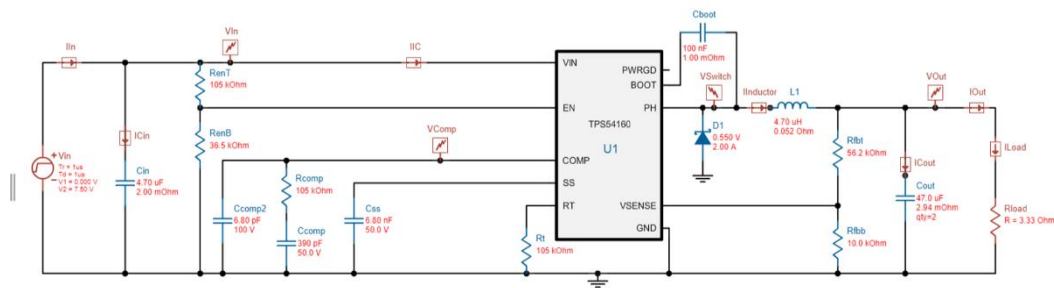 IIn
VIn
IIC
RenT
105 kOhm
ICin
RenB
36.5 kOhm
Vin
Tr = 1us
Td = 1us
V1 = 0.000 V
V2 = 7.50 V
Cin
4.70 uF
2.00 mOhm
VComp
Ccomp2
6.80 pF
100 V
Rcomp
105 kOhm
Ccomp
390 pF
50.0 V
Css
6.80 nF
50.0 V
Rt
105 kOhm
VIN
EN
COMP
SS
RT
PWRGD
BOOT
PH
VSENSE
GND
TPS54160
U1
Cboot
100 nF
1.00 mOhm
VSwitch
IInductor
L1
4.70 uH
0.052 Ohm
D1
0.550 V
2.00 A
VOut
IOut
Rfbt
56.2 kOhm
ICout
Cout
47.0 uF
2.94 mOhm
qty=2
Rfbb
10.0 kOhm
ILoad
Rload
R = 3.33 Ohm